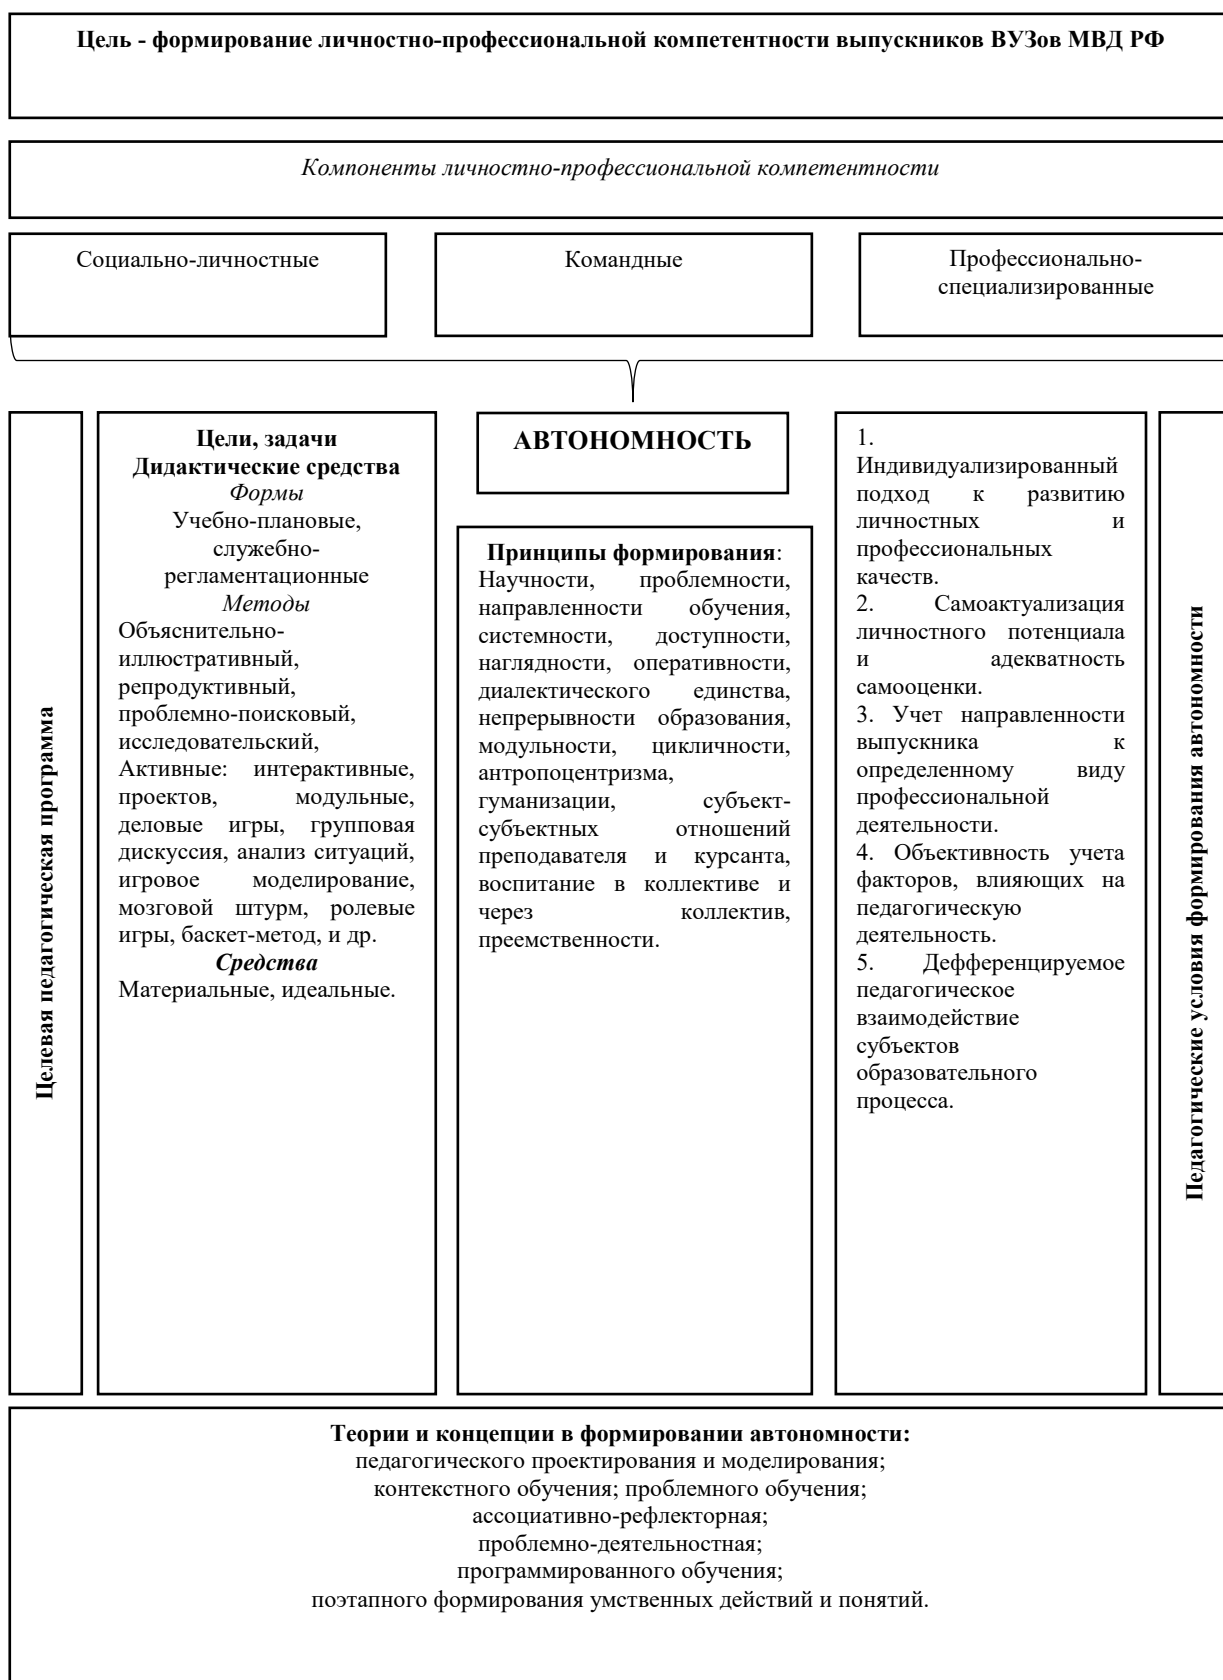 Цель - формирование личностно-профессиональной компетентности выпускников ВУЗов МВД РФ
Компоненты личностно-профессиональной компетентности
Социально-личностные
Командные
Профессионально-
специализированные
Целевая педагогическая программа
Цели, задачи
Дидактические средства
Формы
Учебно-плановые,
служебно-
регламентационные
Методы
Объяснительно-
иллюстративный,
репродуктивный,
проблемно-поисковый,
исследовательский,
Активные: интерактивные,
проектов, модульные,
деловые игры, групповая
дискуссия, анализ ситуаций,
игровое моделирование,
мозговой штурм, ролевые
игры, баскет-метод, и др.
Средства
Материальные, идеальные.
АВТОНОМНОСТЬ
Принципы формирования:
Научности, проблемности,
направленности обучения,
системности, доступности,
наглядности, оперативности,
диалектического единства,
непрерывности образования,
модульности, цикличности,
антропоцентризма,
гуманизации, субъект-
субъектных отношений
преподавателя и курсанта,
воспитание в коллективе и
через коллектив,
преемственности.
1.
Индивидуализированный
подход к развитию
личностных и
профессиональных
качеств.
2. Самоактуализация
личностного потенциала
и адекватность
самооценки.
3. Учет направленности
выпускника к
определенному виду
профессиональной
деятельности.
4. Объективность учета
факторов, влияющих на
педагогическую
деятельность.
5. Дефференцируемое
педагогическое
взаимодействие
субъектов
образовательного
процесса.
Педагогические условия формирования автономности
Теории и концепции в формировании автономности:
педагогического проектирования и моделирования;
контекстного обучения; проблемного обучения;
ассоциативно-рефлекторная;
проблемно-деятельностная;
программированного обучения;
поэтапного формирования умственных действий и понятий.